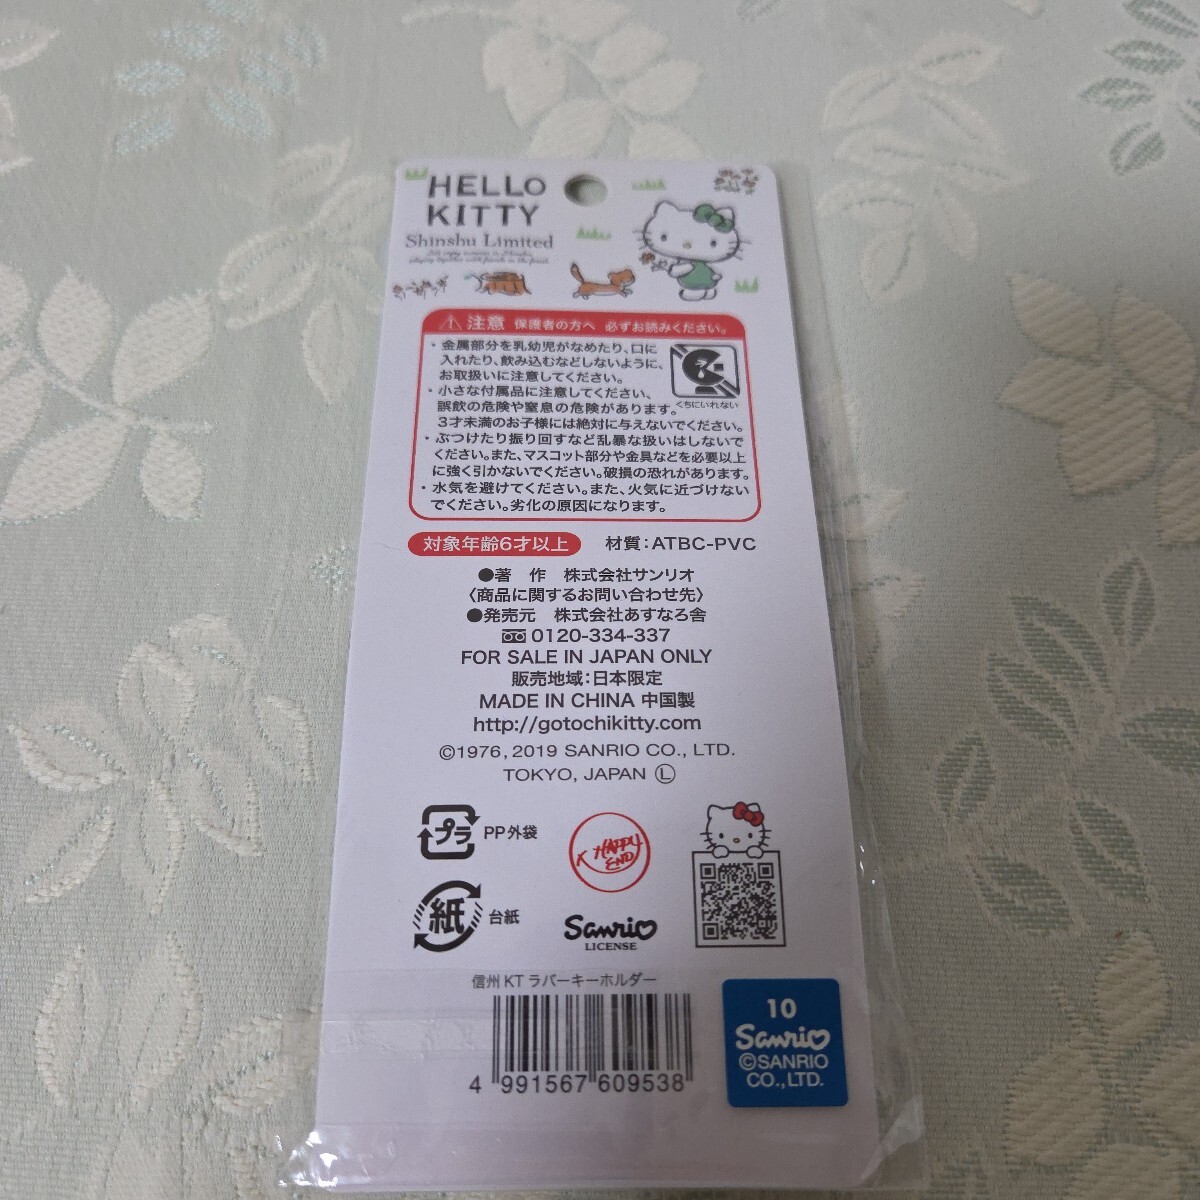 HELLO
KITTY
Shinshu Limited
注意 保護者の方へ 必ずお読みください。
・金属部分を乳幼児がなめたり、口に
入れたり、飲み込むなどしないように、
お取扱いに注意してください。
くちにいれない
・小さな付属品に注意してください、
誤飲の危険や窒息の危険があります。
3才未満のお子様には絶対に与えないでください。
・ぶつけたり振り回すなど乱暴な扱いはしないで
ください。また、マスコット部分や金具などを必要以上
に強く引かないでください。破損の恐れがあります。
・水気を避けてください。また、火気に近づけない
でください。劣化の原因になります。
対象年齢6才以上 材質：ATBC-PVC
●著 作 株式会社サンリオ
〈商品に関するお問い合わせ先〉
●発売元 株式会社あすなろ舎
0120-334-337
FOR SALE IN JAPAN ONLY
販売地域：日本限定
MADE IN CHINA 中国製
http://gotochikitty.com
©1976, 2019 SANRIO CO., LTD.
TOKYO, JAPAN Ⓛ
プラ PP外袋
HAPPY
END
紙 台紙
Sanrio
LICENSE
信州 KT ラバーキーホルダー
4 991567 609538
10
Sanrio
©SANRIO
CO.,LTD.